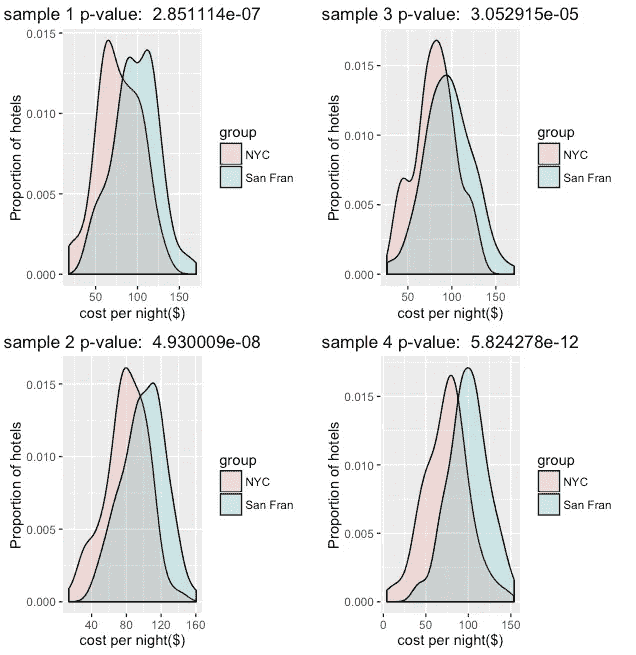 sample 1 p-value: 2.851114e-07
0.015
0.010
0.005
0.000
Proportion of hotels
50 100 150
cost per night($)
group
NYC
San Fran
sample 3 p-value: 3.052915e-05
0.015
0.010
0.005
0.000
Proportion of hotels
50 100 150
cost per night($)
group
NYC
San Fran
sample 2 p-value: 4.930009e-08
0.015
0.010
0.005
0.000
Proportion of hotels
40 80 120 160
cost per night($)
group
NYC
San Fran
sample 4 p-value: 5.824278e-12
0.015
0.010
0.005
0.000
Proportion of hotels
0 50 100 150
cost per night($)
group
NYC
San Fran